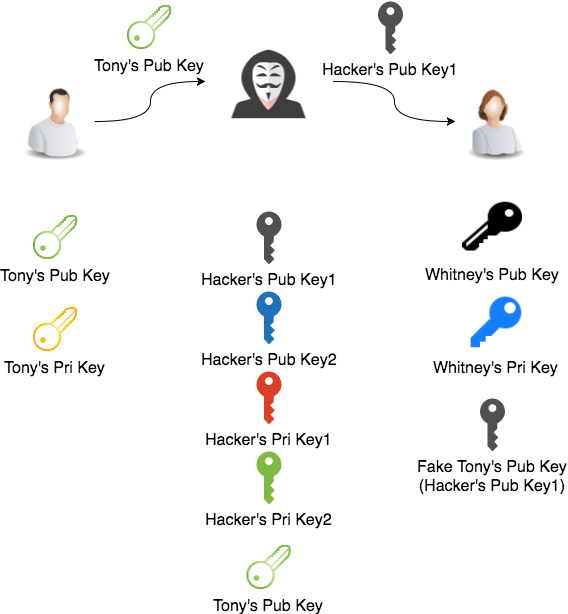 Tony's Pub Key
Hacker's Pub Key1
Tony's Pub Key
Tony's Pri Key
Hacker's Pub Key1
Hacker's Pub Key2
Hacker's Pri Key1
Hacker's Pri Key2
Tony's Pub Key
Whitney's Pub Key
Whitney's Pri Key
Fake Tony's Pub Key
(Hacker's Pub Key1)